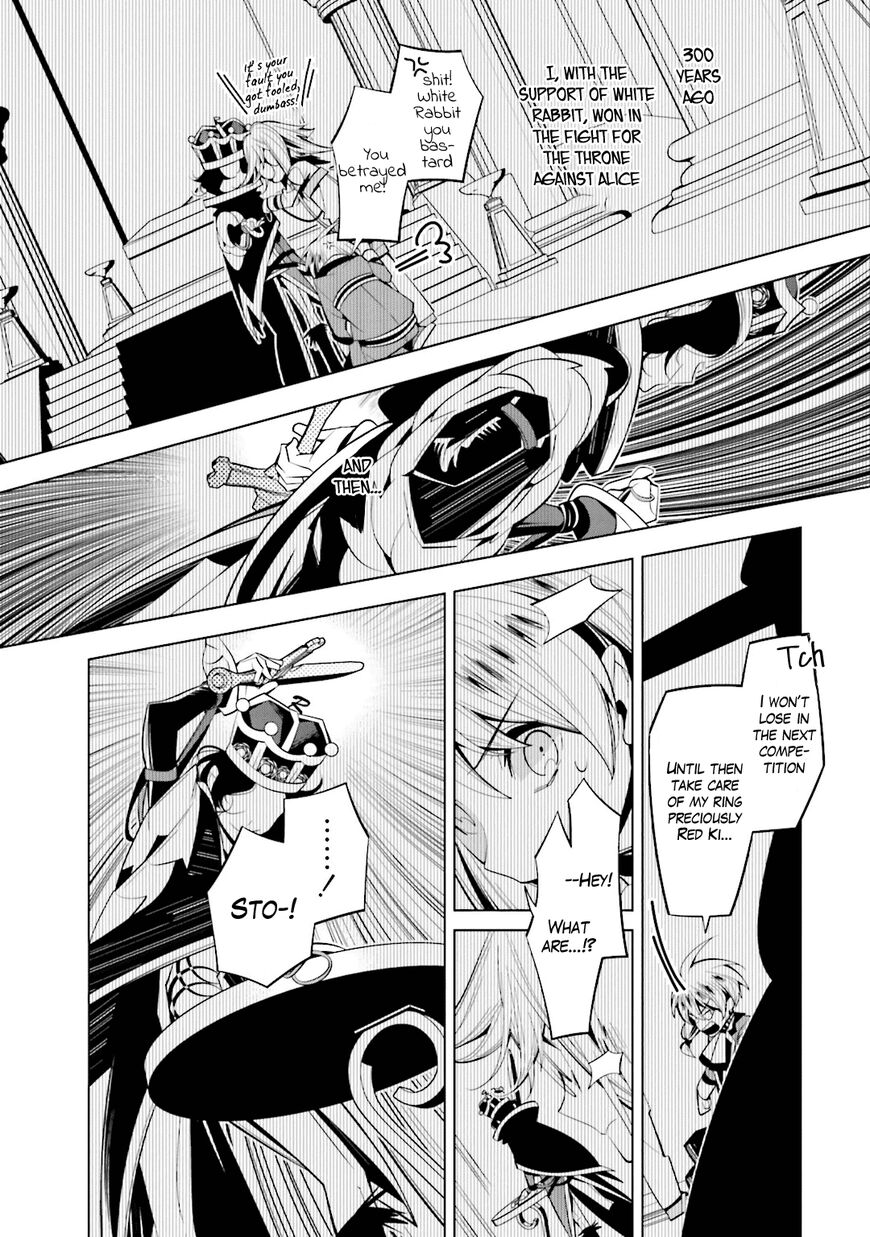 300
YEARS
AGO
I, WITH THE
SUPPORT OF WHITE
RABBIT, WON IN
THE FIGHT FOR
THE THRONE
AGAINST ALICE
shit!
white
Rabbit
you
bas-
tard
You
betrayed
me!
it's your
fault you
got fooled,
dumbass!
AND
THEN...
Tch
I WON'T
LOSE IN
THE NEXT
COMPE-
TITION
UNTIL THEN
TAKE CARE
OF MY RING
PRECIOUSLY
RED KI...
--HEY!
WHAT
ARE...!?
......!
STO-!